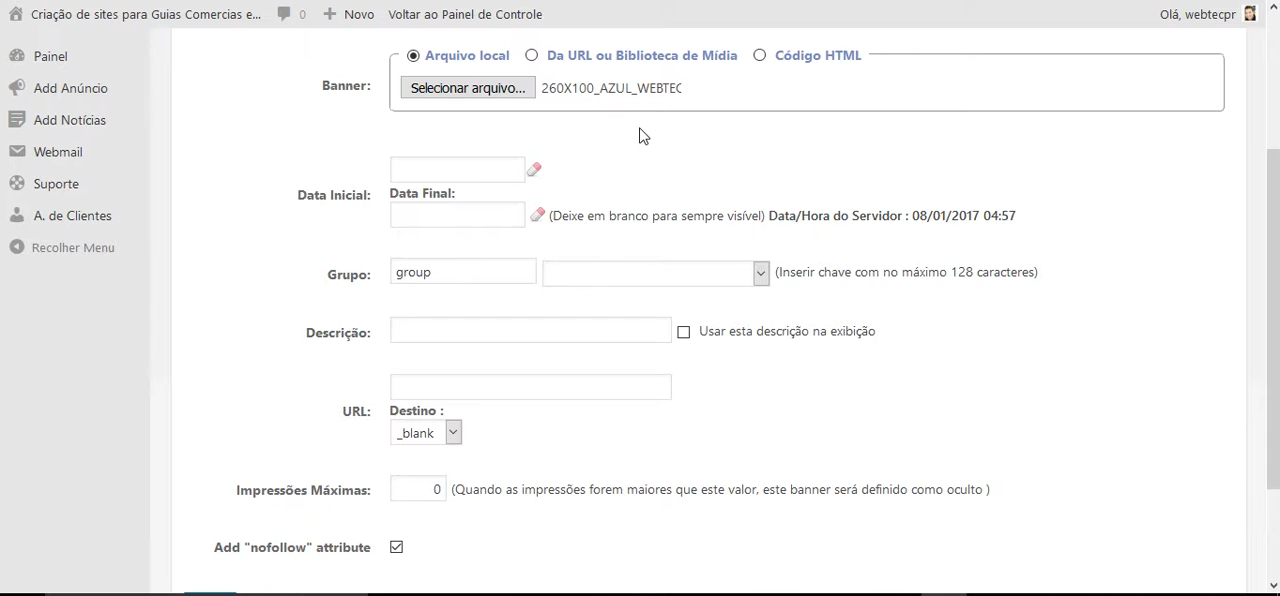 Criação de sites para Guias Comercias e... 0 Novo Voltar ao Painel de Controle Olá, webtecpr
Painel
Add Anúncio
Add Notícias
Webmail
Suporte
A. de Clientes
Recolher Menu
Arquivo local Da URL ou Biblioteca de Mídia Código HTML
Banner: Selecionar arquivo... 260X100_AZUL_WEBTEC
Data Inicial: Data Final:
(Deixe em branco para sempre visível) Data/Hora do Servidor : 08/01/2017 04:57
Grupo: group (Inserir chave com no máximo 128 caracteres)
Descrição: Usar esta descrição na exibição
URL: Destino :
_blank
Impressões Máximas: 0 (Quando as impressões forem maiores que este valor, este banner será definido como oculto )
Add "nofollow" attribute